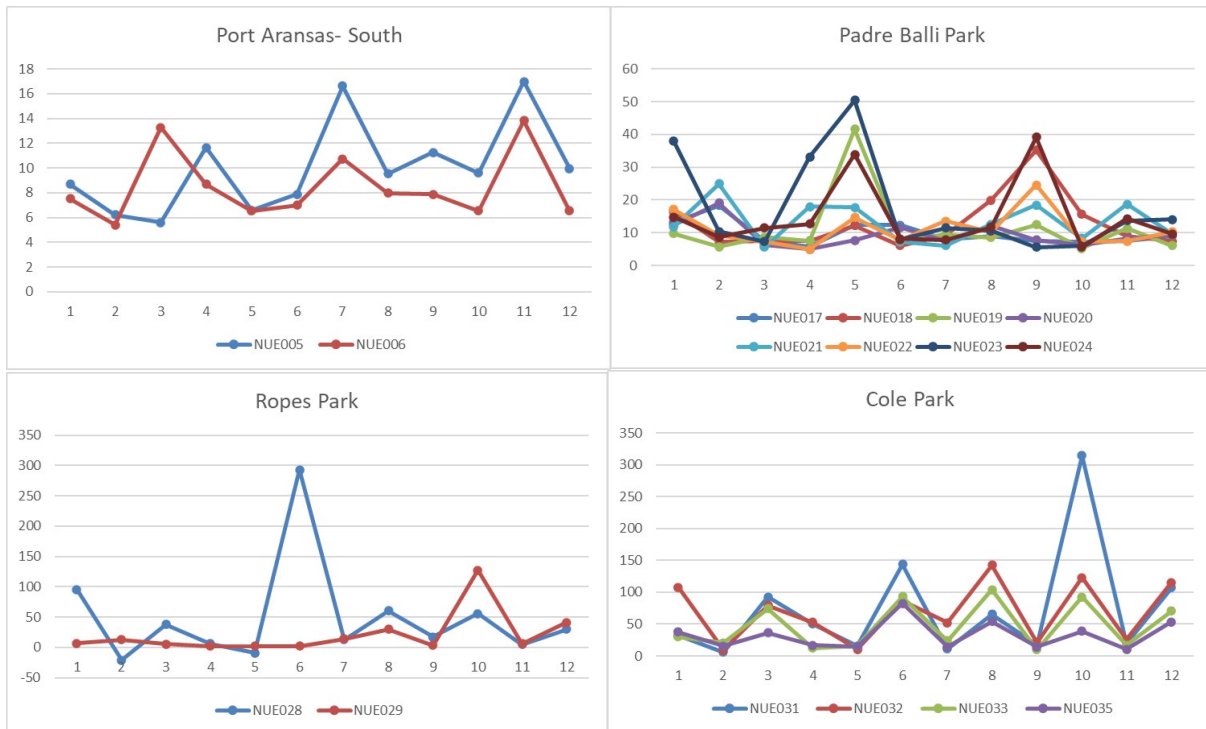 Port Aransas- South
18
16
14
12
10
8
6
4
2
0
1 2 3 4 5 6 7 8 9 10 11 12
NUE005 NUE006
Padre Balli Park
60
50
40
30
20
10
0
1 2 3 4 5 6 7 8 9 10 11 12
NUE017 NUE018 NUE019 NUE020
NUE021 NUE022 NUE023 NUE024
Ropes Park
350
300
250
200
150
100
50
0
-50
1 2 3 4 5 6 7 8 9 10 11 12
NUE028 NUE029
Cole Park
350
300
250
200
150
100
50
0
1 2 3 4 5 6 7 8 9 10 11 12
NUE031 NUE032 NUE033 NUE035